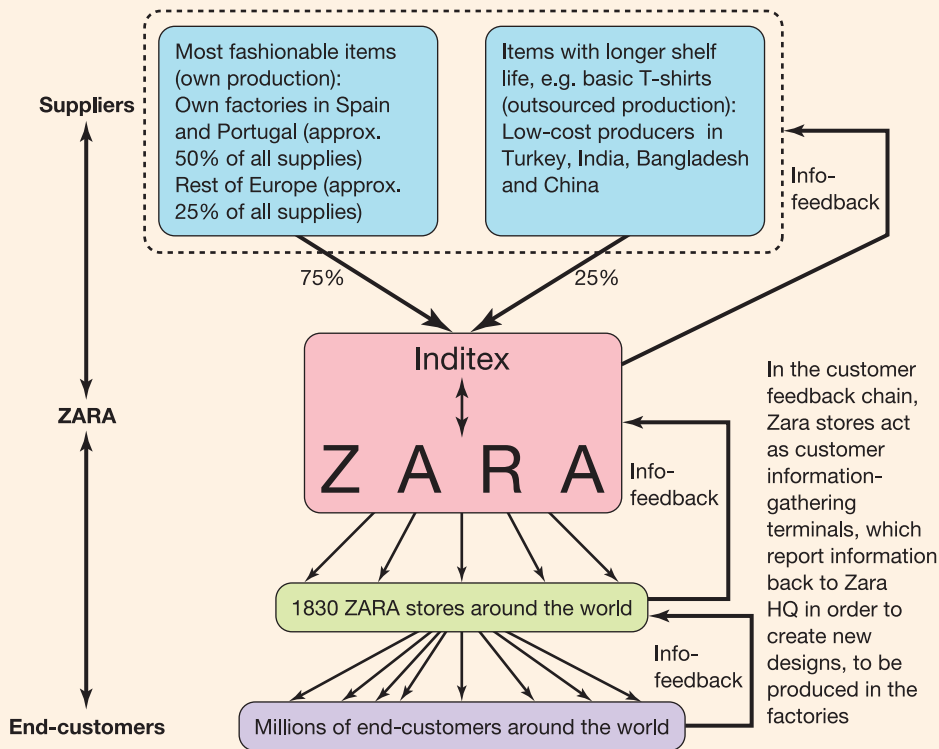 Suppliers
Most fashionable items
(own production):
Own factories in Spain
and Portugal (approx.
50% of all supplies)
Rest of Europe (approx.
25% of all supplies)
Items with longer shelf
life, e.g. basic T-shirts
(outsourced production):
Low-cost producers in
Turkey, India, Bangladesh
and China
Info-
feedback
75%
25%
Inditex
ZARA
Z A R A
Info-
feedback
In the customer
feedback chain,
Zara stores act
as customer
information-
gathering
terminals, which
report information
back to Zara
HQ in order to
create new
designs, to be
produced in the
factories
1830 ZARA stores around the world
Info-
feedback
End-customers
Millions of end-customers around the world